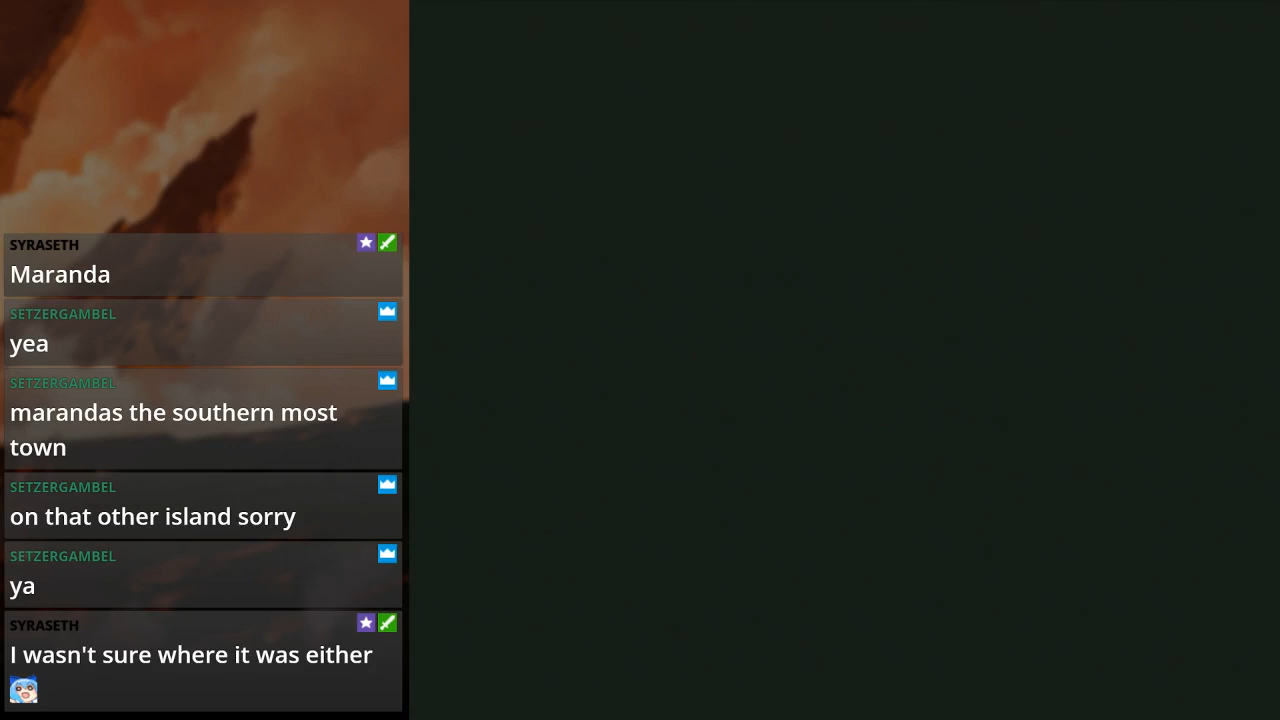 SYRASETH
Maranda
SETZERGAMBEL
yea
SETZERGAMBEL
marandas the southern most
town
SETZERGAMBEL
on that other island sorry
SETZERGAMBEL
ya
SYRASETH
I wasn't sure where it was either